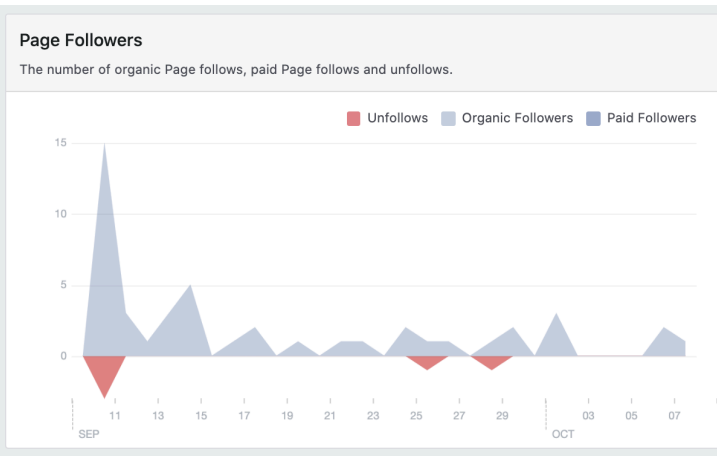 Page Followers
The number of organic Page follows, paid Page follows and unfollows.
Unfollows Organic Followers Paid Followers
15
10
5
0
11 13 15 17 19 21 23 25 27 29 03 05 07
SEP OCT